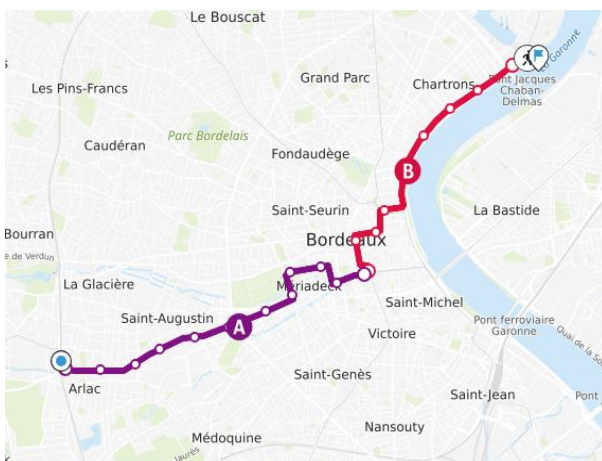 Le Bouscat
Grand Parc
Chartrons
Pont Jacques
Chaban-
Delmas
Garonne
Les Pins-Francs
Parc Bordelais
Caudéran
Fondaudège
B
Saint-Seurin
La Bastide
Bourran
de Verdun
Bordeaux
La Glacière
Mériadeck
Saint-Michel
Saint-Augustin
A
Victoire
Pont ferroviaire
Garonne
Quai de la
Arlac
Saint-Genès
Saint-Jean
Pont
Nansouty
Médoquine